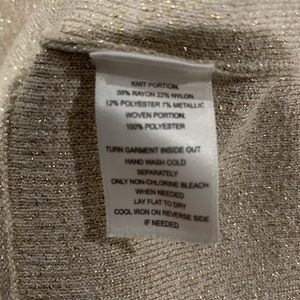 KNIT PORTION:
59% RAYON 22% NYLON
12% POLYESTER 7% METALLIC
WOVEN PORTION:
100% POLYESTER
TURN GARMENT INSIDE OUT
HAND WASH COLD
SEPARATELY
ONLY NON-CHLORINE BLEACH
WHEN NEEDED
LAY FLAT TO DRY
COOL IRON ON REVERSE SIDE
IF NEEDED